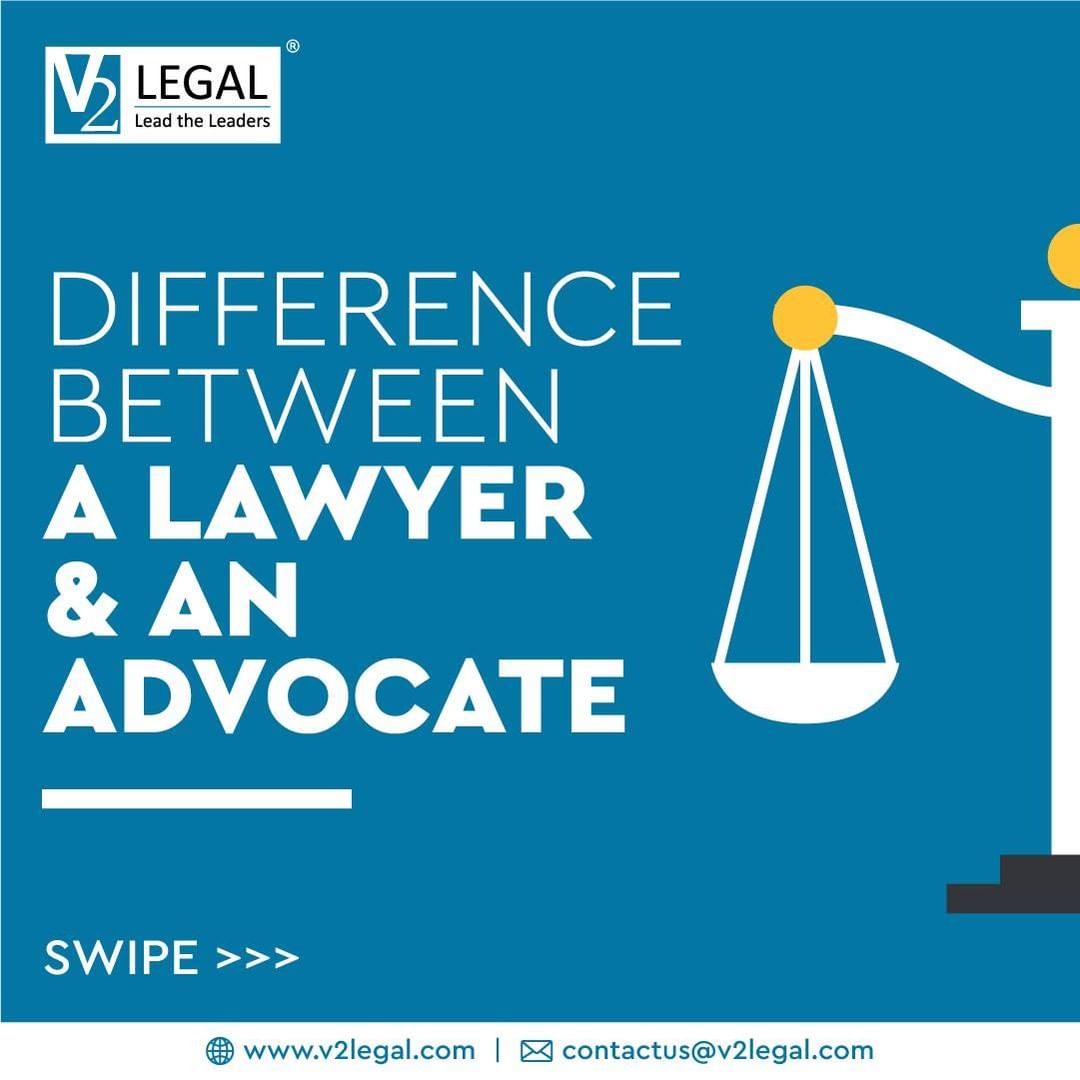 V2 LEGAL ®
Lead the Leaders
DIFFERENCE
BETWEEN
A LAWYER
& AN
ADVOCATE
SWIPE >>>
www.v2legal.com | contactus@v2legal.com